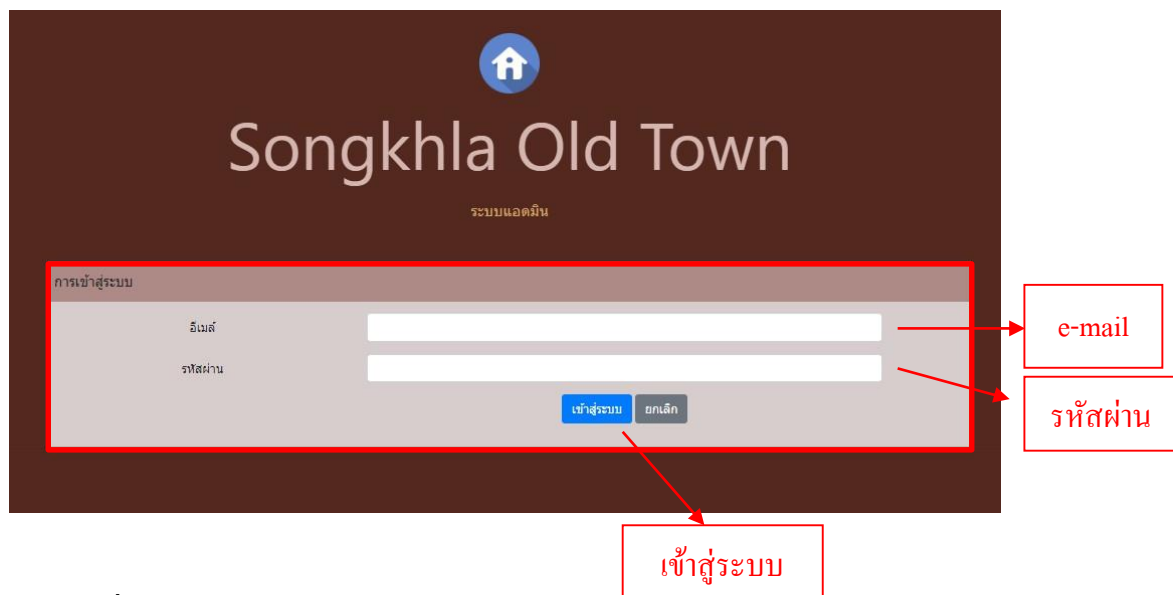 Songkhla Old Town
ระบบแอดมิน
การเข้าสู่ระบบ
อีเมล์
e-mail
รหัสผ่าน
รหัสผ่าน
เข้าสู่ระบบ ยกเลิก
เข้าสู่ระบบ